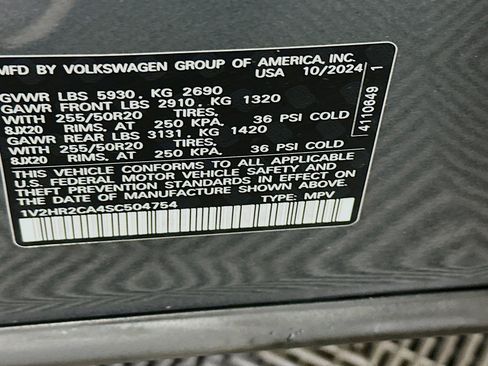 MFD BY VOLKSWAGEN GROUP OF AMERICA, INC.
USA 10/2024
GVWR LBS 5930. KG 2690
GAWR FRONT LBS 2910. KG 1320
WITH 255/50R20 TIRES.
8JX20 RIMS. AT 250 KPA. 36 PSI COLD
GAWR REAR LBS 3131. KG 1420
WITH 255/50R20 TIRES.
8JX20 RIMS. AT 250 KPA. 36 PSI COLD
THIS VEHICLE CONFORMS TO ALL APPLICABLE
U.S. FEDERAL MOTOR VEHICLE SAFETY AND
THEFT PREVENTION STANDARDS IN EFFECT ON
THE DATE OF MANUFACTURE SHOWN ABOVE.
1V2HR2CA4SC504754 TYPE: MPV
4110649 1